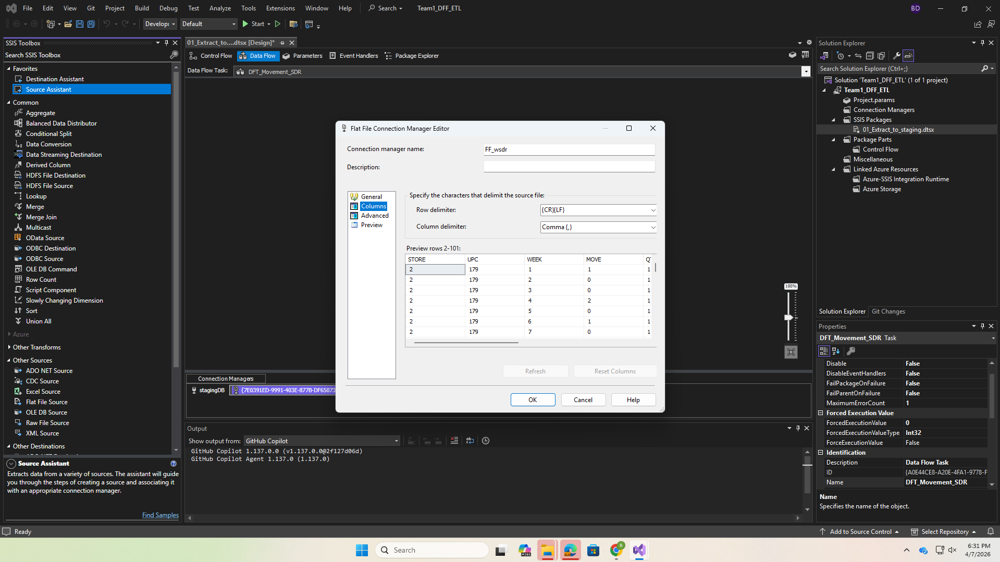 File Edit View Git Project Build Debug Test Analyze Tools Extensions Window Help Search Team1_DFF_ETL BD
Develop Default Start
SSIS Toolbox
Search SSIS Toolbox
Favorites
Destination Assistant
Source Assistant
Common
Aggregate
Balanced Data Distributor
Conditional Split
Data Conversion
Data Streaming Destination
Derived Column
HDFS File Destination
HDFS File Source
Lookup
Merge
Merge Join
Multicast
OData Source
ODBC Destination
ODBC Source
OLE DB Command
Row Count
Script Component
Slowly Changing Dimension
Sort
Union All
Azure
Other Transforms
Other Sources
ADO NET Source
CDC Source
Excel Source
Flat File Source
OLE DB Source
Raw File Source
XML Source
Other Destinations
Source Assistant
Extracts data from a variety of sources. The assistant will guide
you through the steps of creating a source and associating it
with an appropriate connection manager.
Find Samples
01_Extract_to....dtsx [Design]*
Control Flow Data Flow Parameters Event Handlers Package Explorer
Data Flow Task: DFT_Movement_SDR
Flat File Connection Manager Editor
Connection manager name: FF_wsdr
Description:
General
Columns
Advanced
Preview
Specify the characters that delimit the source file:
Row delimiter: {CR}{LF}
Column delimiter: Comma {,}
Preview rows 2-101:
STORE UPC WEEK MOVE
2 179 1 1 1
2 179 2 0 1
2 179 3 0 1
2 179 4 2 1
2 179 5 0 1
2 179 6 1 1
2 179 7 0 1
Refresh Reset Columns
OK Cancel Help
100%
Connection Managers
stagingDB {7E0391ED-9991-403E-877B-DF65073
Output
Show output from: GitHub Copilot
GitHub Copilot 1.137.0.0 (v1.137.0.0@2f127d06d)
GitHub Copilot Agent 1.137.0 (1.137.0)
Solution Explorer
Search Solution Explorer (Ctrl+;)
Solution 'Team1_DFF_ETL' (1 of 1 project)
Team1_DFF_ETL
Project.params
Connection Managers
SSIS Packages
01_Extract_to_staging.dtsx
Package Parts
Control Flow
Miscellaneous
Linked Azure Resources
Azure-SSIS Integration Runtime
Azure Storage
Solution Explorer Git Changes
Properties
DFT_Movement_SDR Task
Disable False
DisableEventHandlers False
FailPackageOnFailure False
FailParentOnFailure False
MaximumErrorCount 1
Forced Execution Value
ForcedExecutionValue 0
ForcedExecutionValueType Int32
ForceExecutionValue False
Identification
Description Data Flow Task
ID {A0E44CE8-A20E-4FA1-9778-F
Name DFT_Movement_SDR
Name
Specifies the name of the object.
Ready Add to Source Control Select Repository
Search
M365
B
6:31 PM
4/7/2026